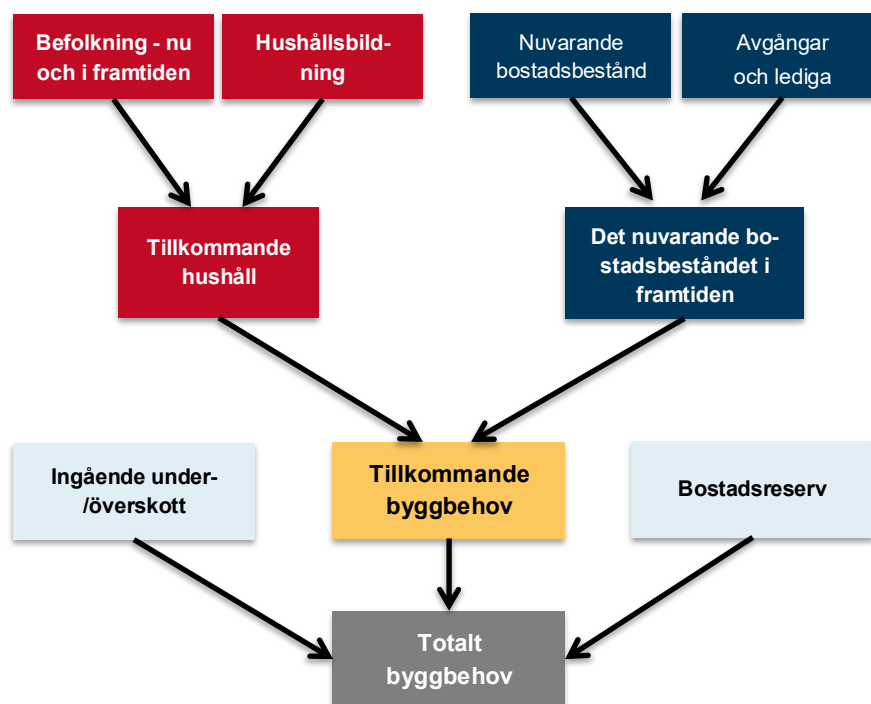 Befolkning - nu
och i framtiden
Hushållsbild-
ning
Nuvarande
bostadsbestånd
Avgångar
och lediga
Tillkommande
hushåll
Det nuvarande bo-
stadsbeståndet i
framtiden
Ingående under-
/överskott
Tillkommande
byggbehov
Bostadsreserv
Totalt
byggbehov